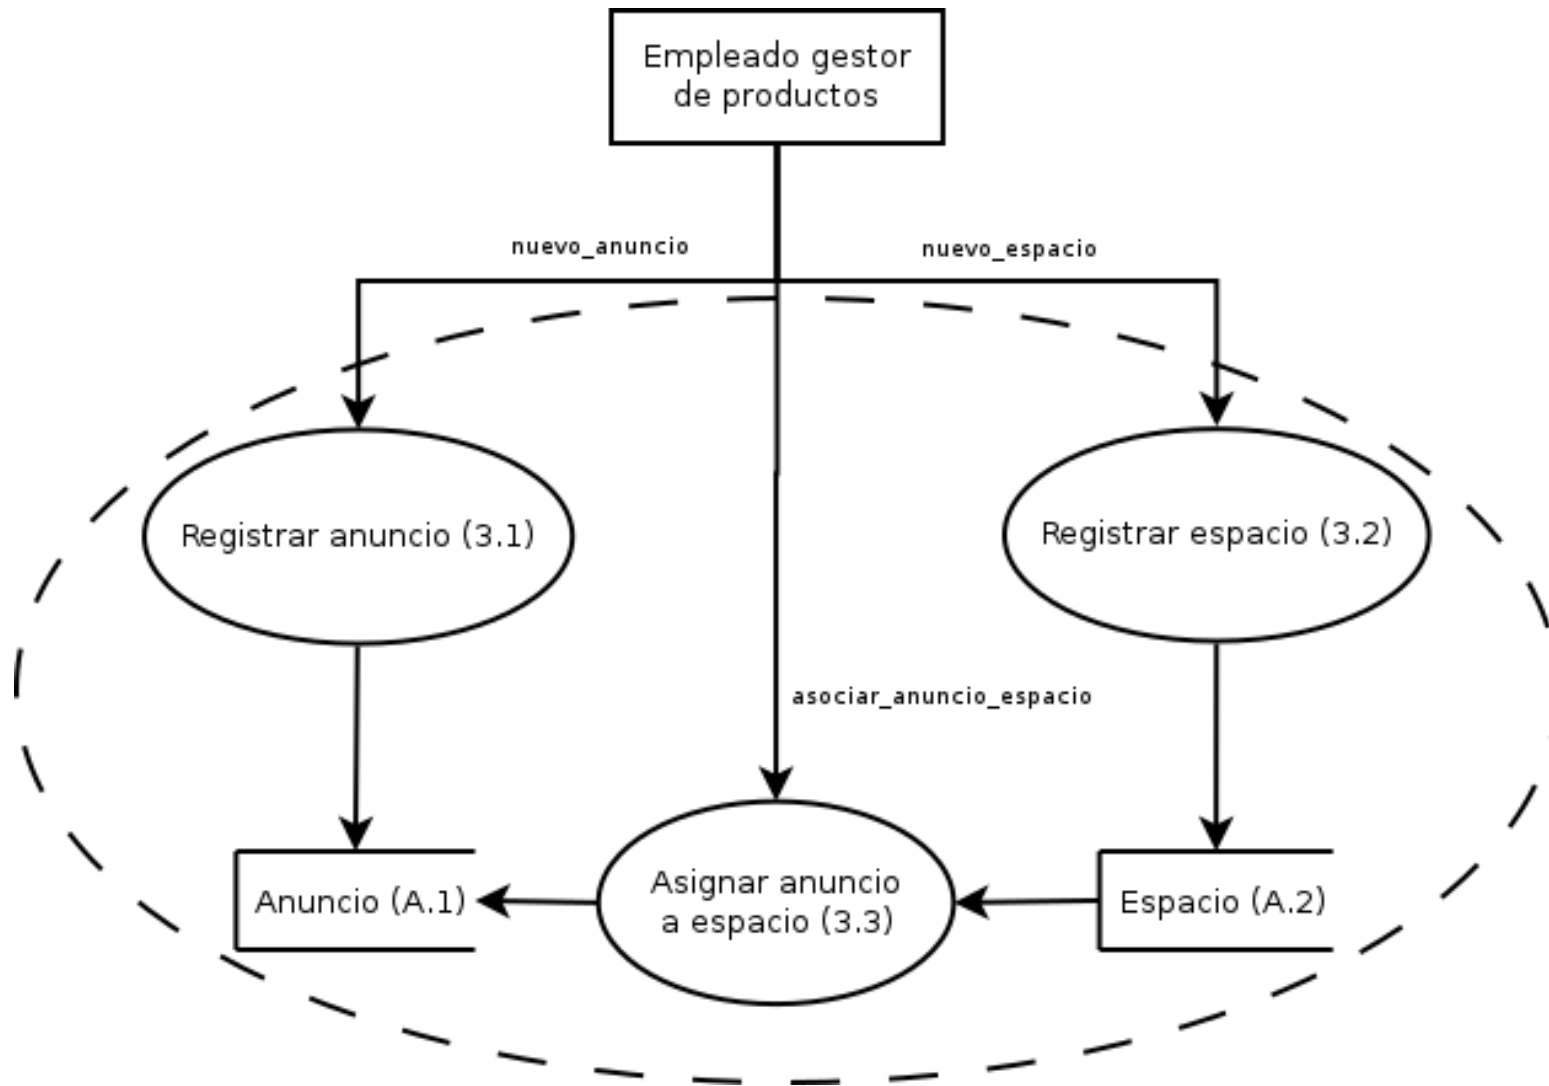 Empleado gestor
de productos
nuevo_anuncio
nuevo_espacio
Registrar anuncio (3.1)
Registrar espacio (3.2)
asociar_anuncio_espacio
Anuncio (A.1)
Asignar anuncio
a espacio (3.3)
Espacio (A.2)